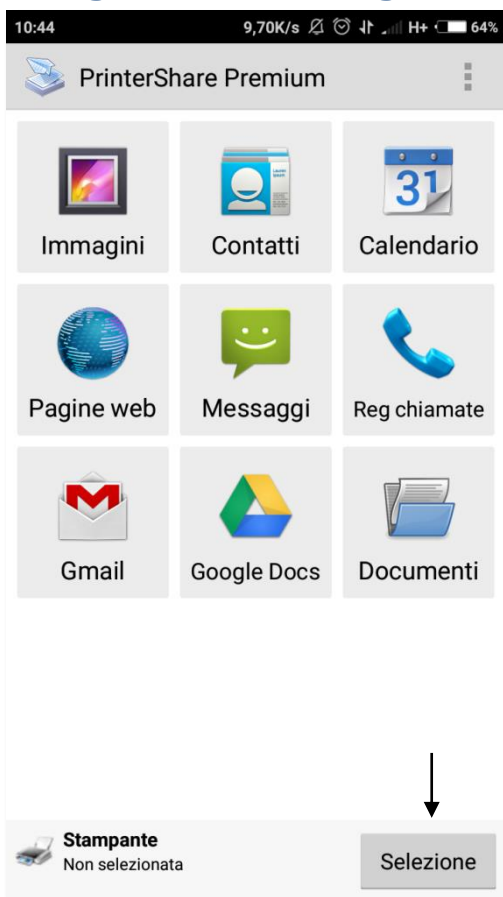 10:44 9,70K/s H+ 64%
PrinterShare Premium
Immagini Contatti Calendario
Pagine web Messaggi Reg chiamate
Gmail Google Docs Documenti
Stampante
Non selezionata
Selezione